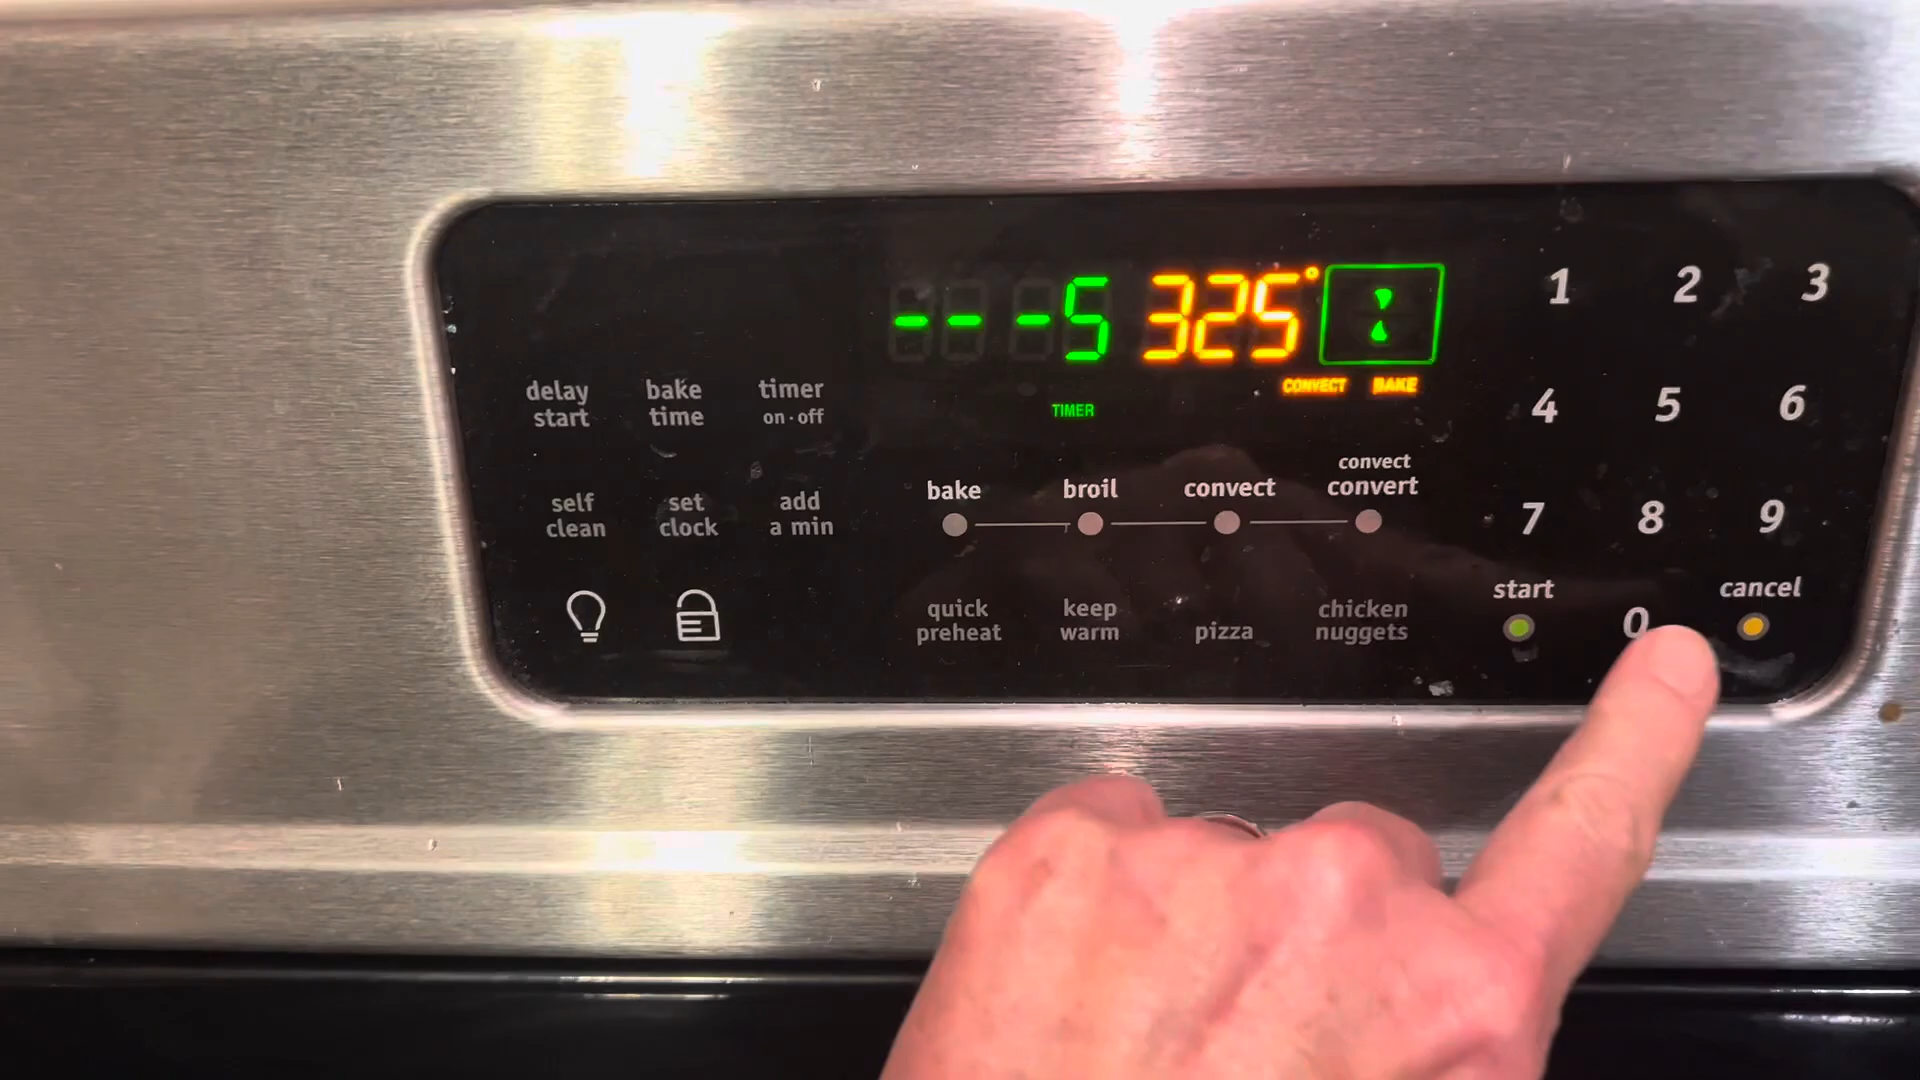 --  -5 325°
CONVECT BAKE
TIMER
delay start
bake time
timer
on·off
self clean
set clock
add a min
bake
broil
convect
convect convert
quick preheat
keep warm
pizza
chicken nuggets
1 2 3
4 5 6
7 8 9
start 0 cancel